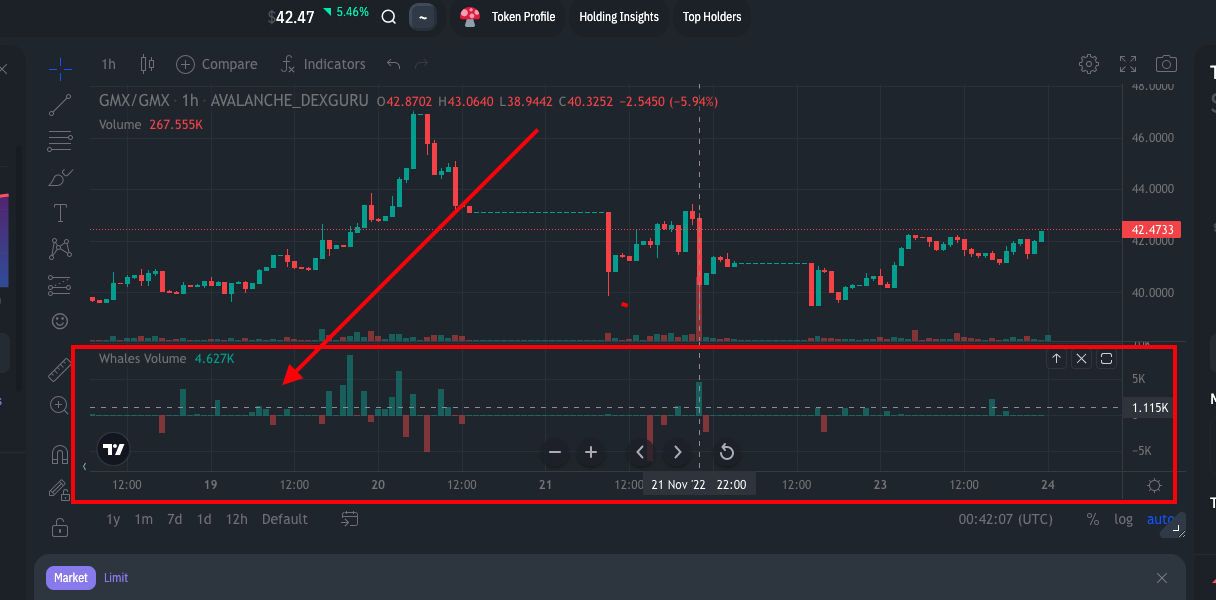 $42.47 5.46% ~ Token Profile Holding Insights Top Holders
1h Compare Indicators
48.0000
GMX/GMX · 1h · AVALANCHE_DEXGURU O42.8702 H43.0640 L38.9442 C40.3252 −2.5450 (−5.94%)
Volume 267.555K
46.0000
44.0000
42.4733
42.0000
40.0000
Whales Volume 4.627K
5K
1.115K
−5K
12:00 19 12:00 20 12:00 21 12:00 21 Nov '22 22:00 12:00 23 12:00 24
1y 1m 7d 1d 12h Default 00:42:07 (UTC) % log auto
Market Limit